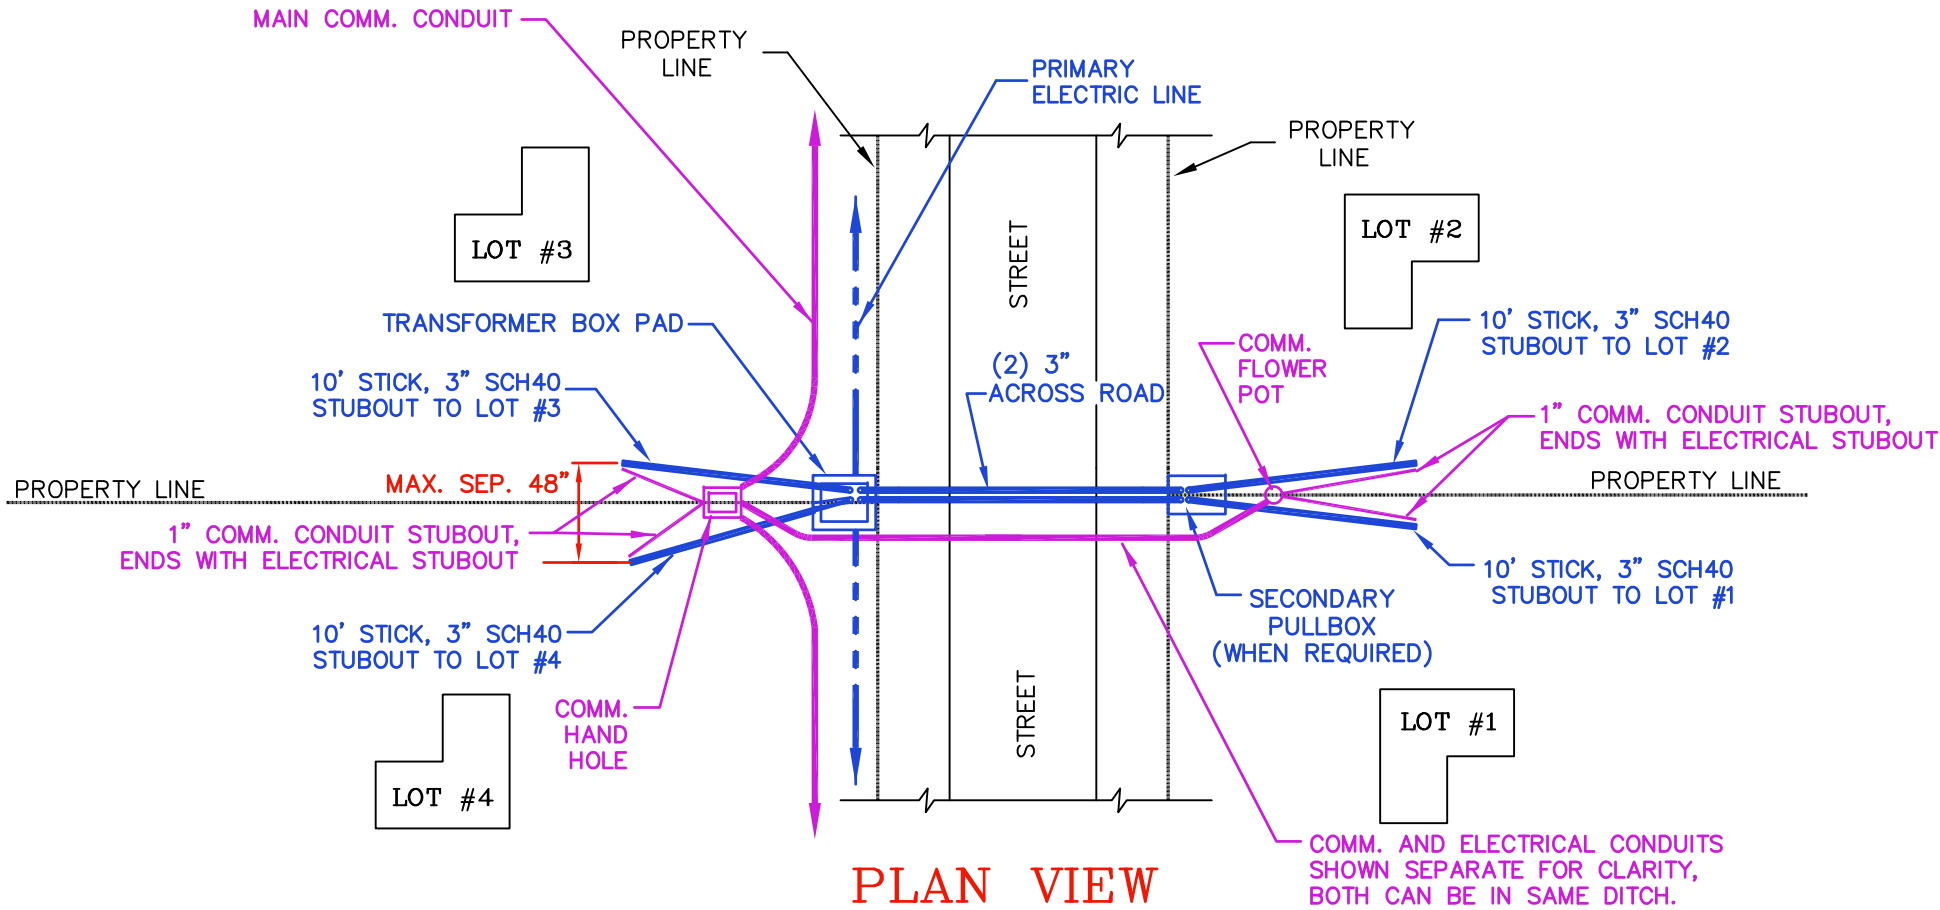 MAIN COMM. CONDUIT
PROPERTY
LINE
PRIMARY
ELECTRIC LINE
PROPERTY
LINE
LOT #3
STREET
LOT #2
TRANSFORMER BOX PAD
10' STICK, 3" SCH40
STUBOUT TO LOT #3
(2) 3"
ACROSS ROAD
COMM.
FLOWER
POT
10' STICK, 3" SCH40
STUBOUT TO LOT #2
1" COMM. CONDUIT STUBOUT,
ENDS WITH ELECTRICAL STUBOUT
PROPERTY LINE
MAX. SEP. 48"
PROPERTY LINE
1" COMM. CONDUIT STUBOUT,
ENDS WITH ELECTRICAL STUBOUT
10' STICK, 3" SCH40
STUBOUT TO LOT #1
SECONDARY
PULLBOX
(WHEN REQUIRED)
10' STICK, 3" SCH40
STUBOUT TO LOT #4
COMM.
HAND
HOLE
STREET
LOT #1
LOT #4
COMM. AND ELECTRICAL CONDUITS
SHOWN SEPARATE FOR CLARITY,
BOTH CAN BE IN SAME DITCH.
PLAN VIEW